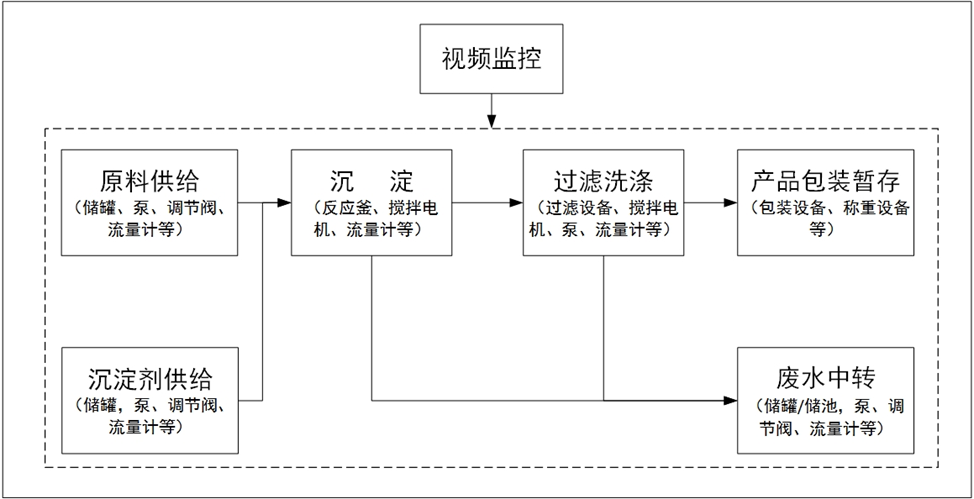 视频监控
原料供给
（储罐、泵、调节阀、
流量计等）
沉　淀
（反应釜、搅拌电
机、流量计等）
过滤洗涤
（过滤设备、搅拌电
机、泵、流量计等）
产品包装暂存
（包装设备、称重设备
等）
沉淀剂供给
（储罐，泵、调节阀、
流量计等）
废水中转
（储罐/储池，泵、调
节阀、流量计等）